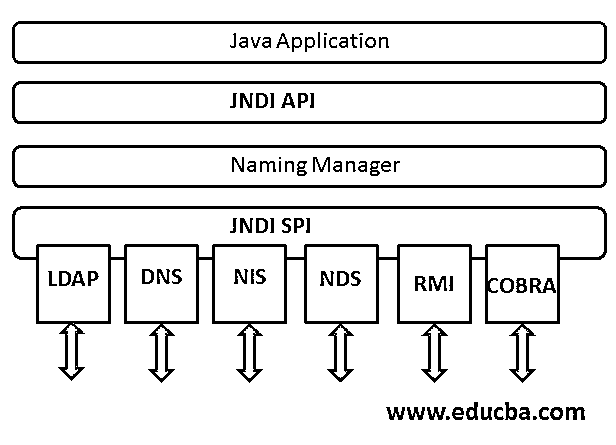 Java Application
JNDI API
Naming Manager
JNDI SPI
LDAP DNS NIS NDS RMI COBRA
www.educba.com